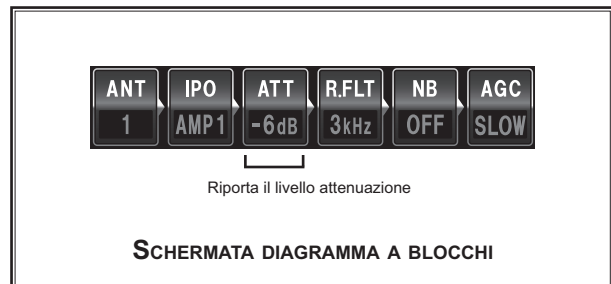 ANT IPO ATT R.FLT NB AGC
1 AMP1 -6dB 3kHz OFF SLOW
Riporta il livello attenuazione
SCHERMATA DIAGRAMMA A BLOCCHI